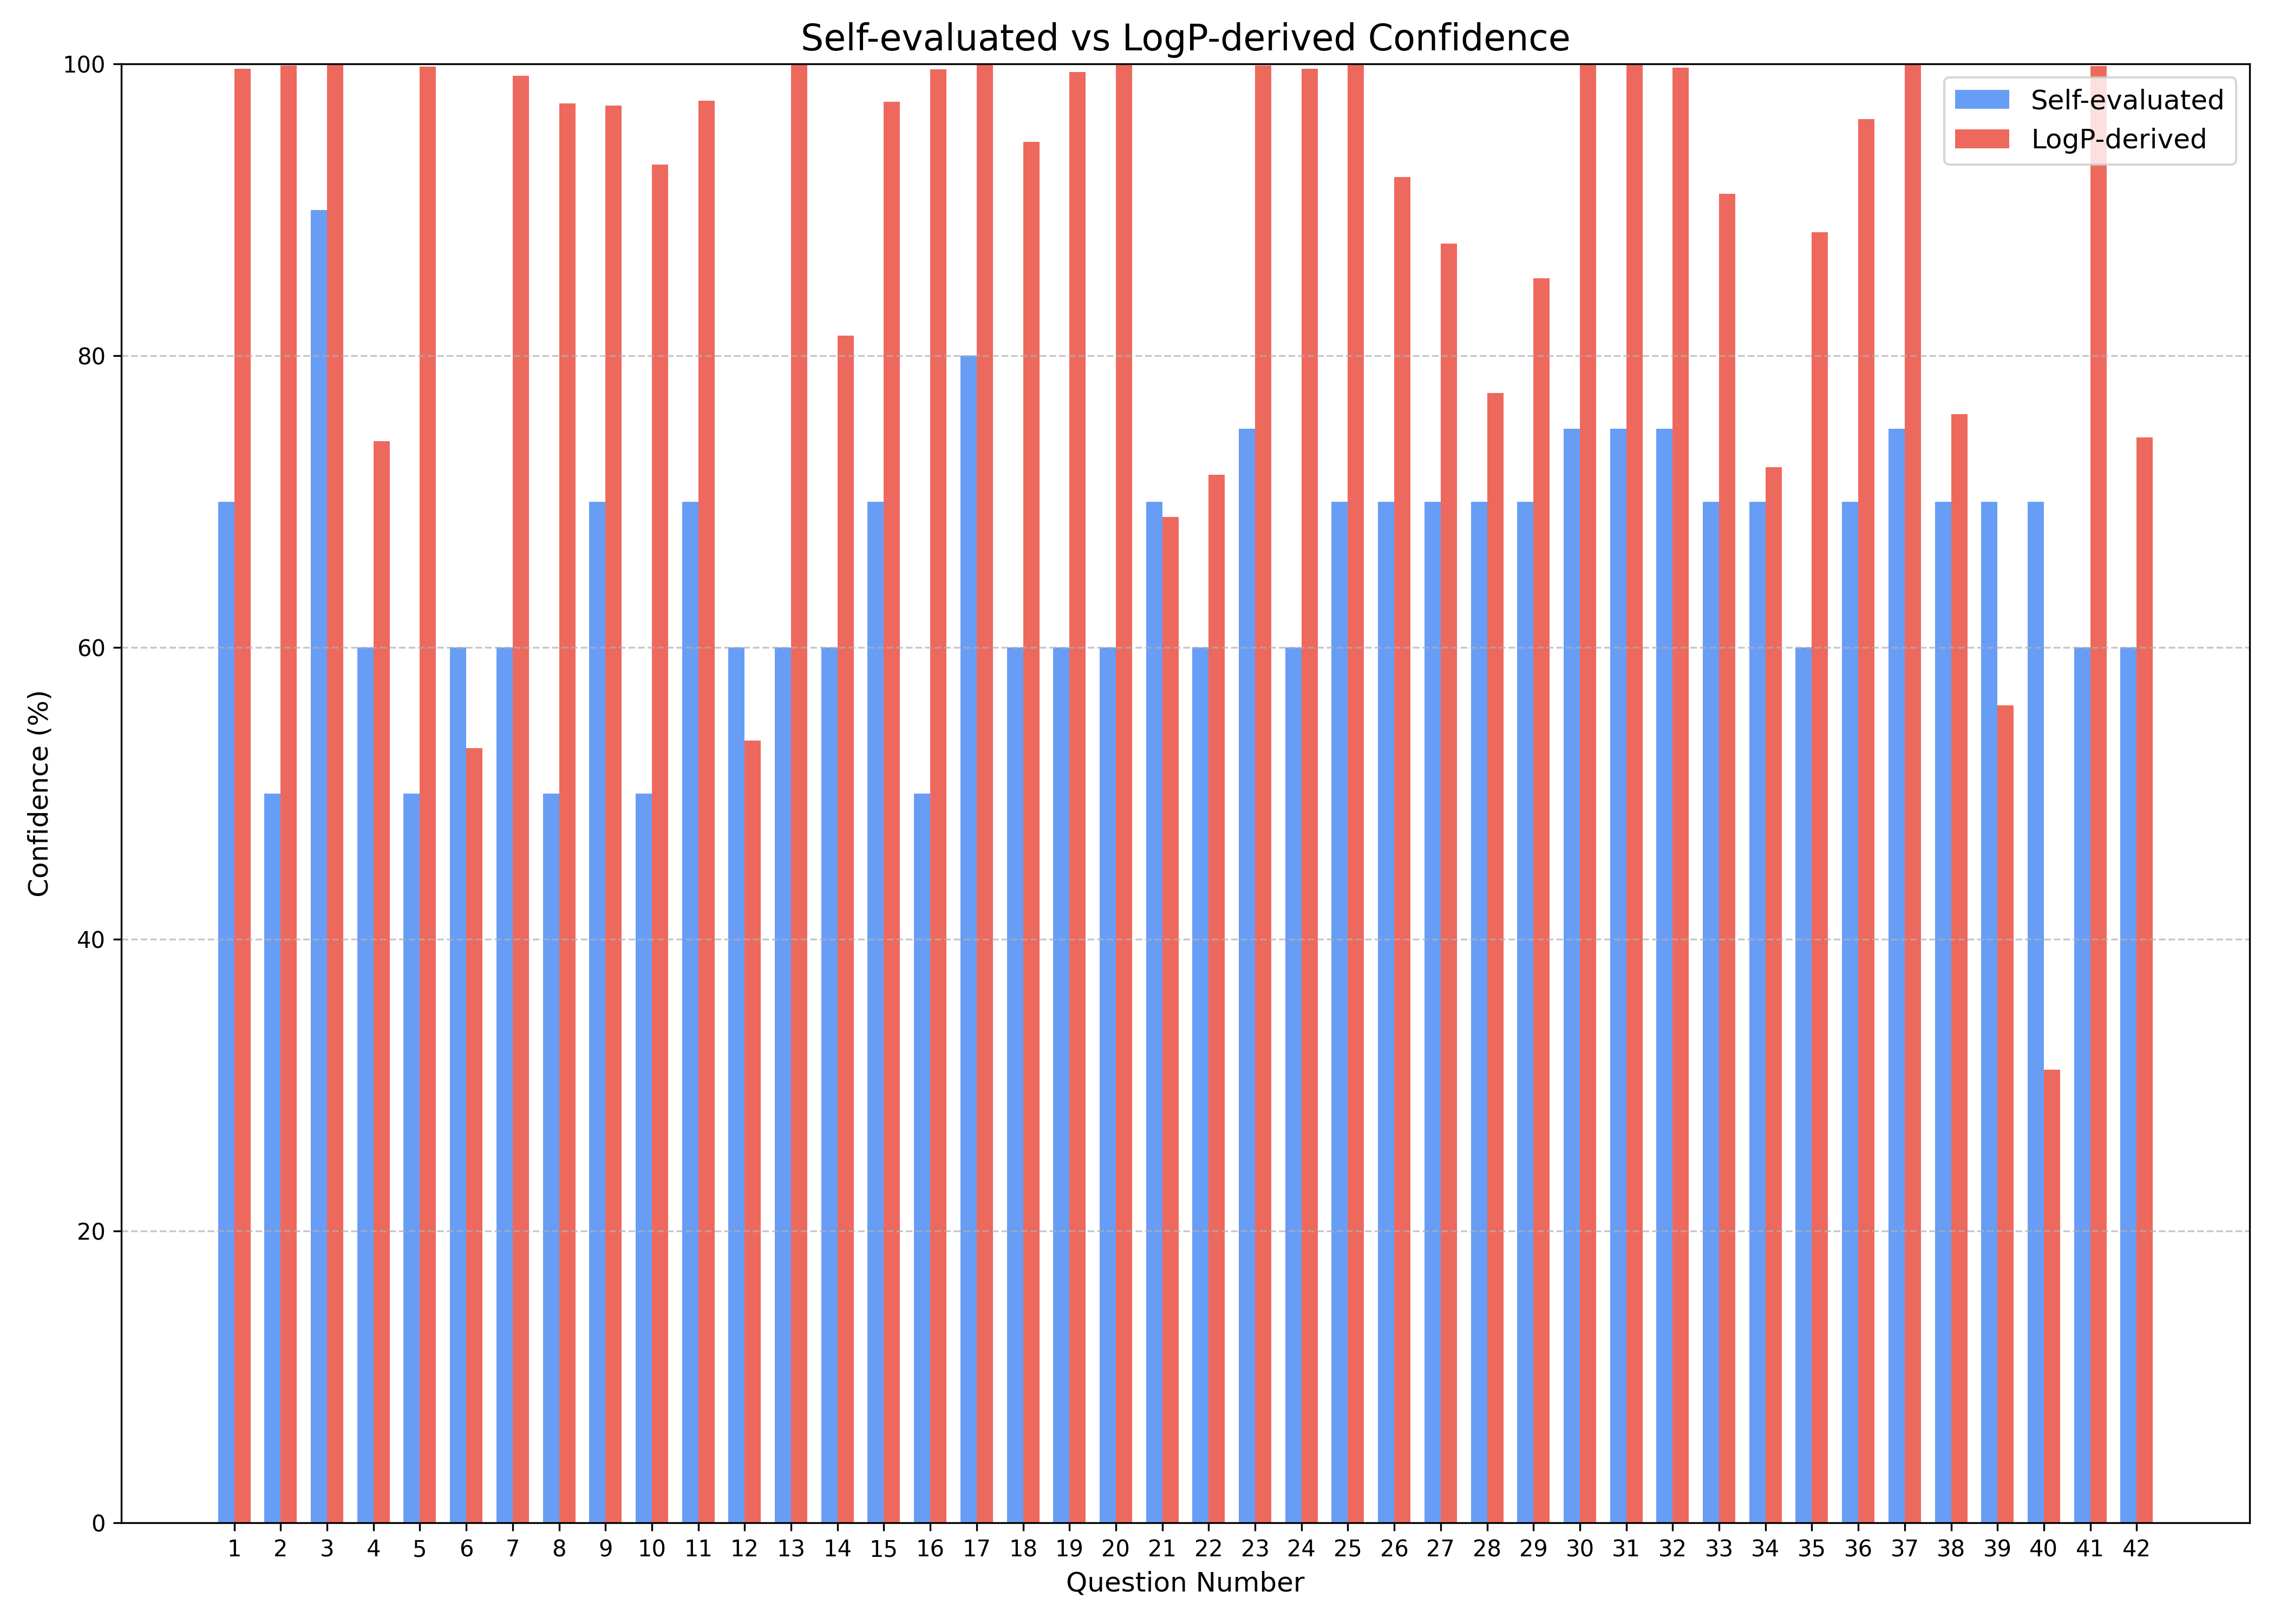 Self-evaluated vs LogP-derived Confidence
Self-evaluated
LogP-derived
Confidence (%)
100
80
60
40
20
0
1 2 3 4 5 6 7 8 9 10 11 12 13 14 15 16 17 18 19 20 21 22 23 24 25 26 27 28 29 30 31 32 33 34 35 36 37 38 39 40 41 42
Question Number